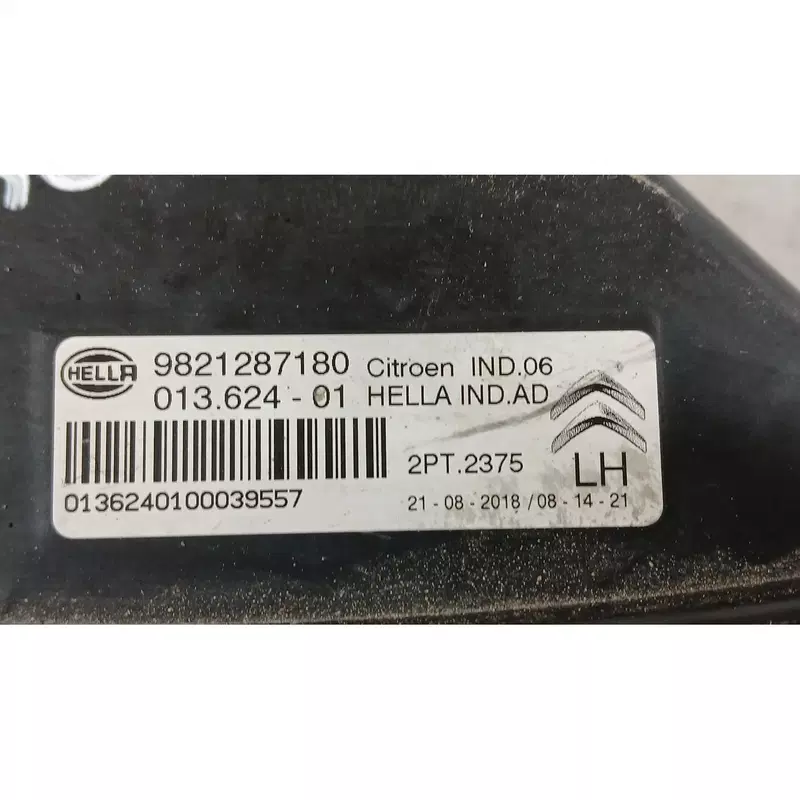 HELLA 9821287180 Citroen IND.06
013.624 - 01 HELLA IND.AD
2PT.2375 LH
0136240100039557 21 - 08 - 2018 / 08 - 14 - 21